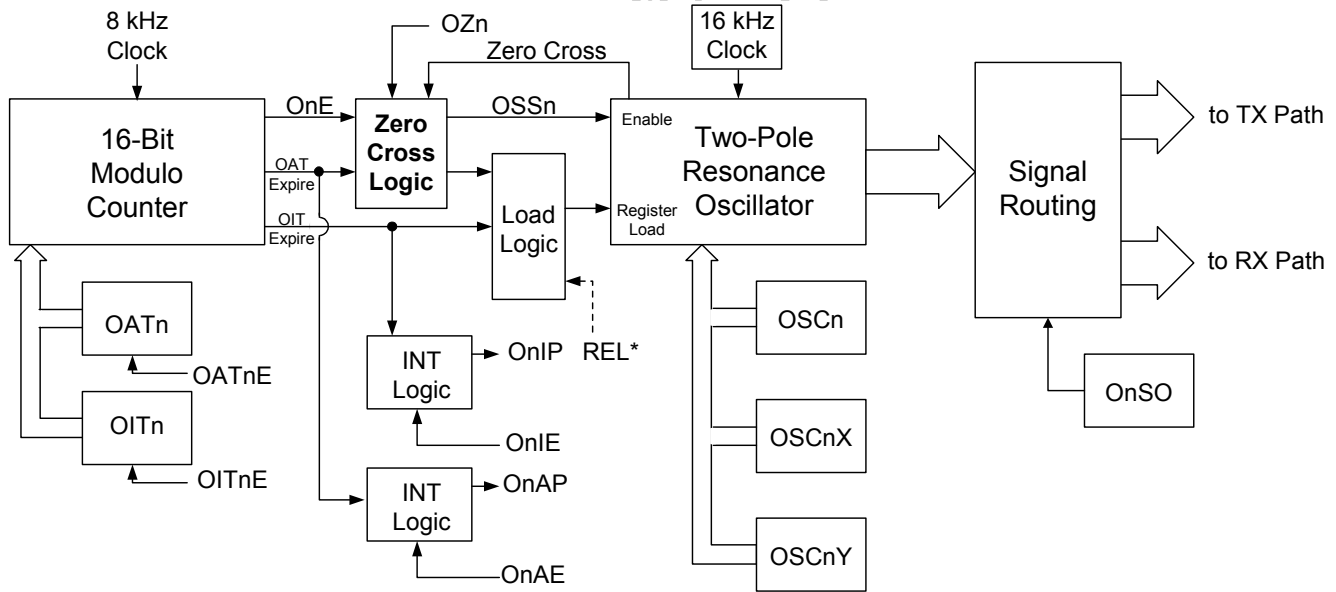 8 kHz
Clock
OZn
16 kHz
Clock
Zero Cross
OnE
OSSn
16-Bit
Modulo
Counter
OAT
Expire
OIT
Expire
Zero
Cross
Logic
Load
Logic
Enable
Register
Load
Two-Pole
Resonance
Oscillator
Signal
Routing
to TX Path
to RX Path
OATn
OATnE
OITn
OITnE
INT
Logic
OnIP
REL*
OnIE
INT
Logic
OnAP
OnAE
OSCn
OSCnX
OSCnY
OnSO